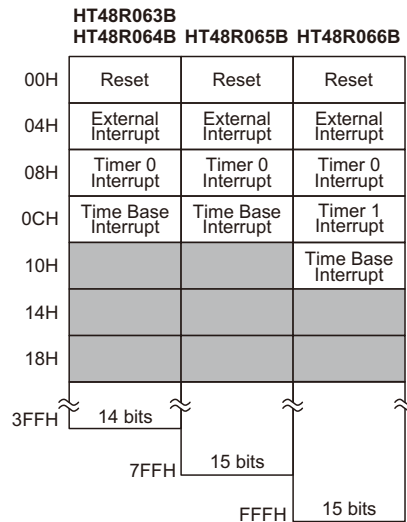 HT48R063B
HT48R064B HT48R065B HT48R066B
00H Reset Reset Reset
04H External Interrupt External Interrupt External Interrupt
08H Timer 0 Interrupt Timer 0 Interrupt Timer 0 Interrupt
0CH Time Base Interrupt Time Base Interrupt Timer 1 Interrupt
10H Time Base Interrupt
14H
18H
3FFH 14 bits
7FFH 15 bits
FFFH 15 bits